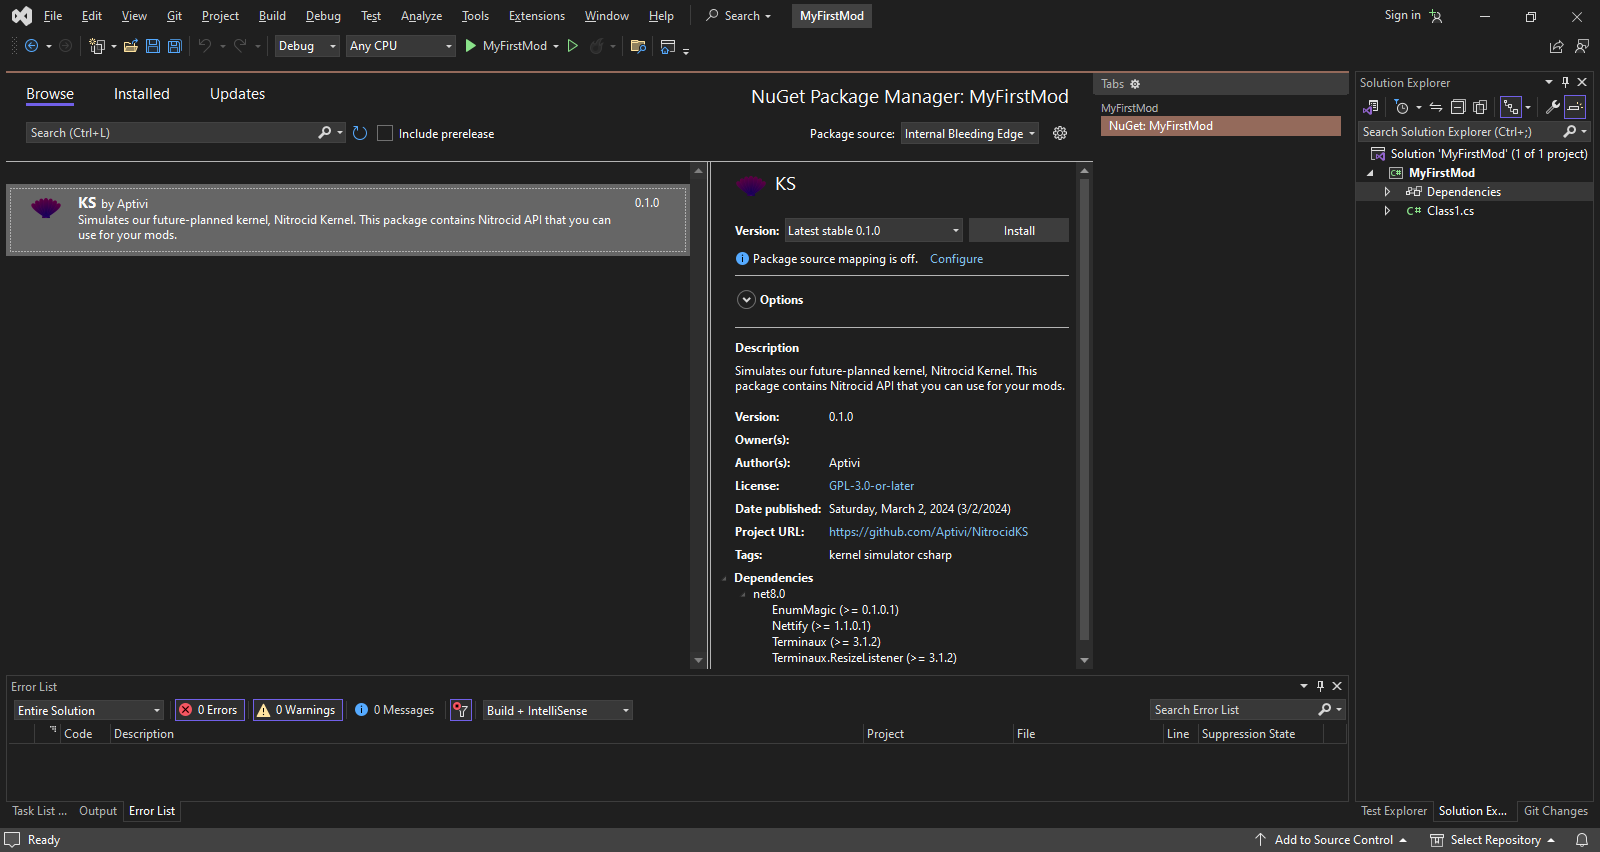 File Edit View Git Project Build Debug Test Analyze Tools Extensions Window Help Search MyFirstMod Sign in
Debug Any CPU MyFirstMod
Browse Installed Updates
NuGet Package Manager: MyFirstMod
Search (Ctrl+L) Include prerelease
Package source: Internal Bleeding Edge
KS by Aptivi 0.1.0
Simulates our future-planned kernel, Nitrocid Kernel. This package contains Nitrocid API that you can
use for your mods.
KS
Version: Latest stable 0.1.0 Install
Package source mapping is off. Configure
Options
Description
Simulates our future-planned kernel, Nitrocid Kernel. This
package contains Nitrocid API that you can use for your mods.
Version: 0.1.0
Owner(s):
Author(s): Aptivi
License: GPL-3.0-or-later
Date published: Saturday, March 2, 2024 (3/2/2024)
Project URL: https://github.com/Aptivi/NitrocidKS
Tags: kernel simulator csharp
Dependencies
net8.0
EnumMagic (>= 0.1.0.1)
Nettify (>= 1.1.0.1)
Terminaux (>= 3.1.2)
Terminaux.ResizeListener (>= 3.1.2)
Tabs
MyFirstMod
NuGet: MyFirstMod
Solution Explorer
Search Solution Explorer (Ctrl+;)
Solution 'MyFirstMod' (1 of 1 project)
C# MyFirstMod
Dependencies
C# Class1.cs
Error List
Entire Solution 0 Errors 0 Warnings 0 Messages Build + IntelliSense Search Error List
Code Description Project File Line Suppression State
Task List ... Output Error List
Test Explorer Solution Ex... Git Changes
Ready Add to Source Control Select Repository